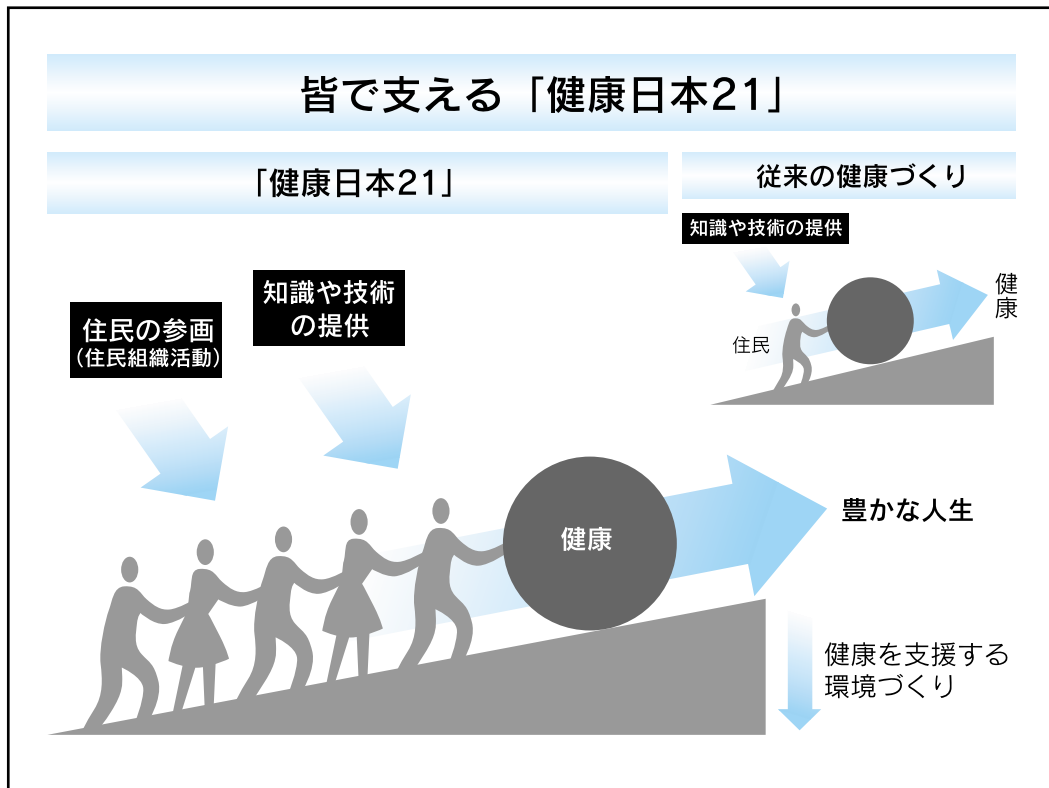 皆で支える「健康日本21」
「健康日本21」
従来の健康づくり
知識や技術の提供
健康
住民
住民の参画
（住民組織活動）
知識や技術
の提供
健康
豊かな人生
健康を支援する
環境づくり